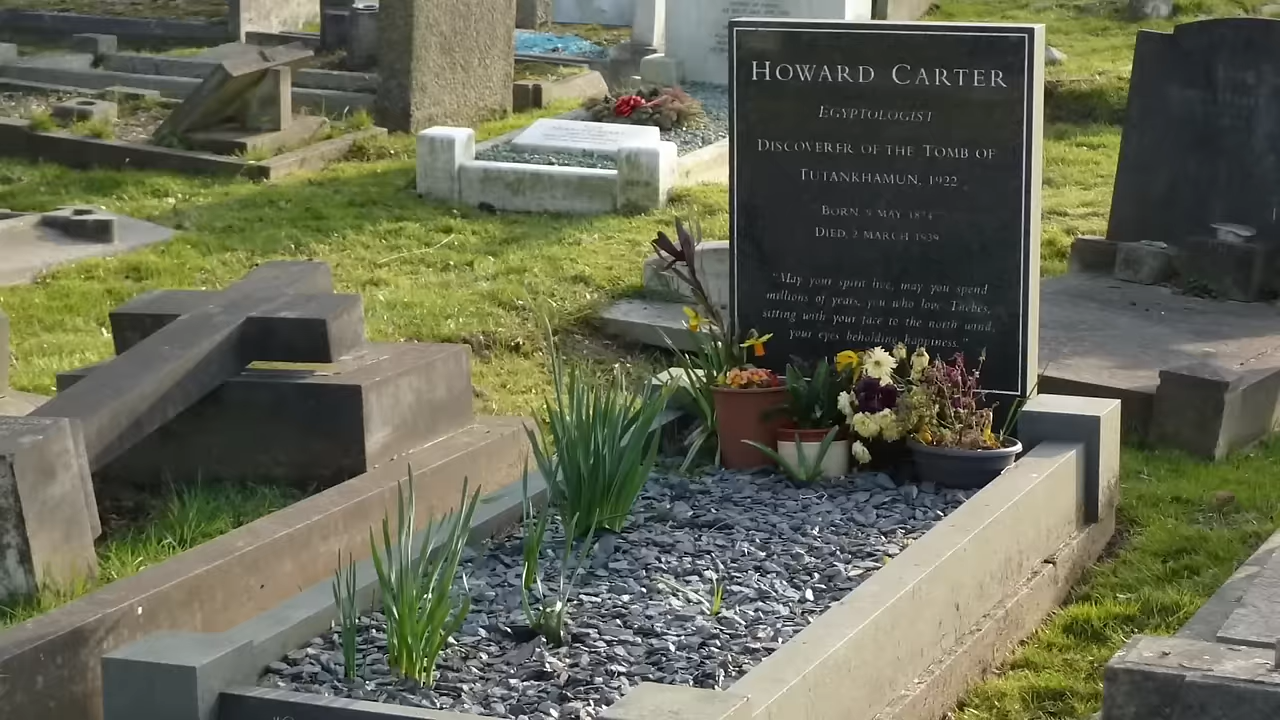 HOWARD CARTER
EGYPTOLOGIST
DISCOVERER OF THE TOMB OF
TUTANKHAMUN, 1922
BORN, 9 MAY 1874
DIED, 2 MARCH 1939
"May your spirit live, may you spend
millions of years, you who love Thebes,
sitting with your face to the north wind,
your eyes beholding happiness."